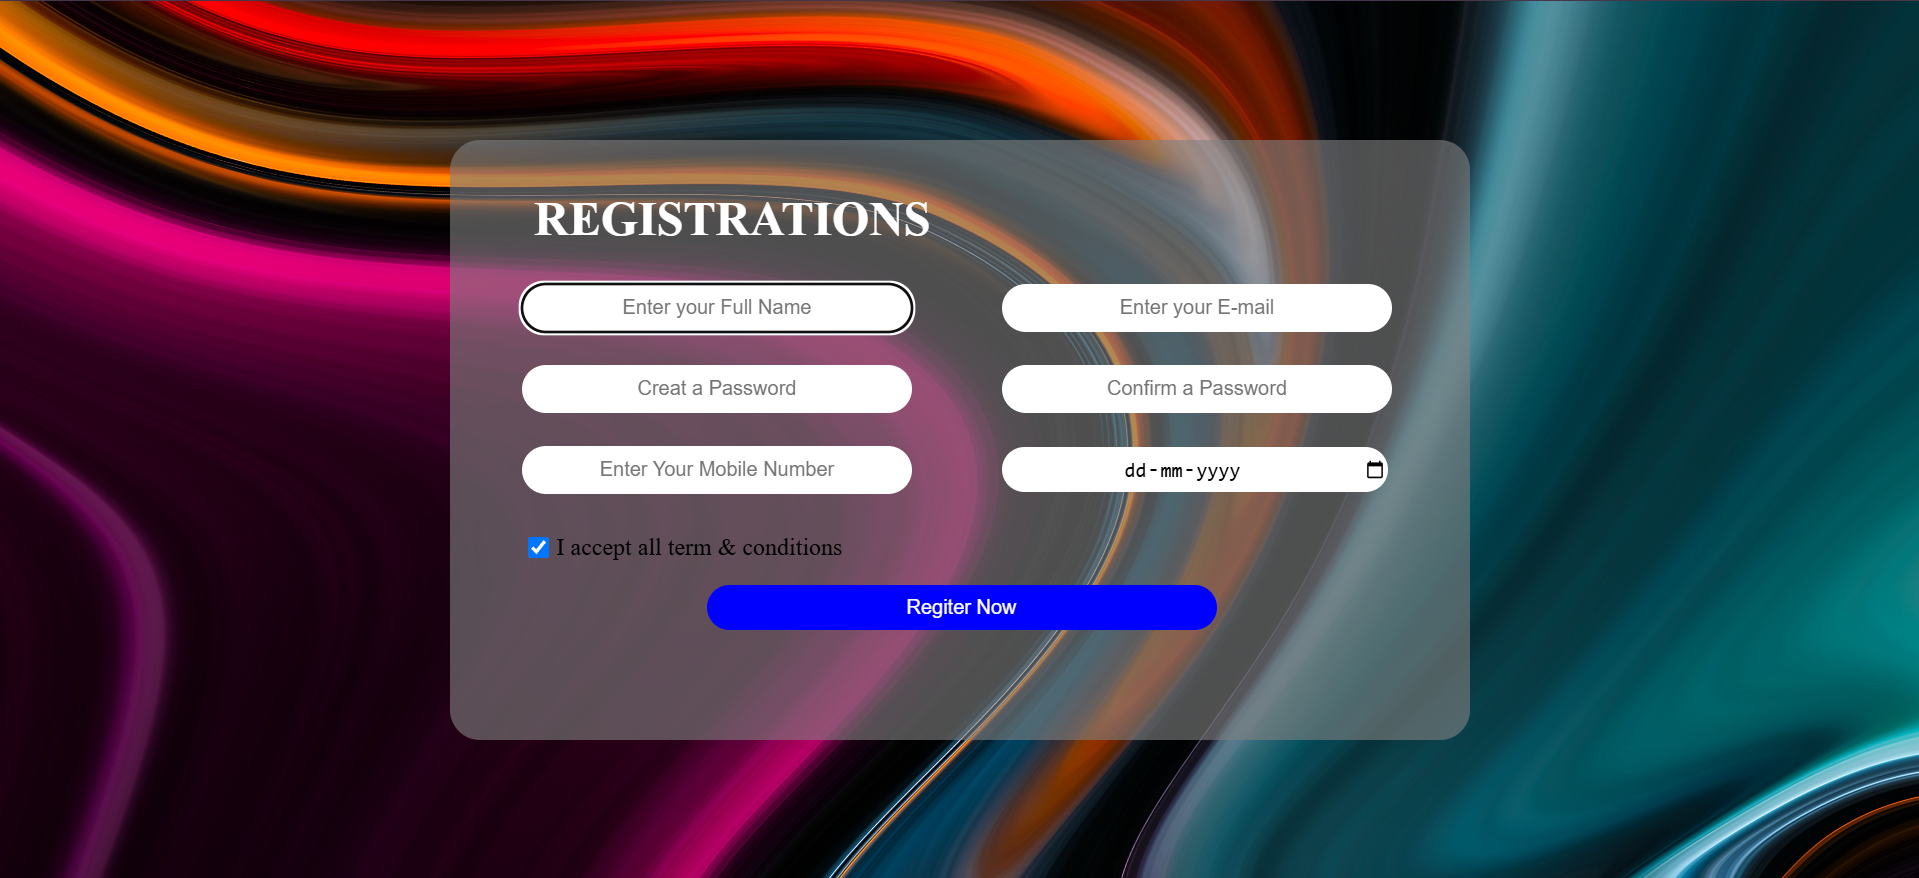 REGISTRATIONS
Enter your Full Name
Enter your E-mail
Creat a Password
Confirm a Password
Enter Your Mobile Number
dd-mm-yyyy
I accept all term & conditions
Regiter Now